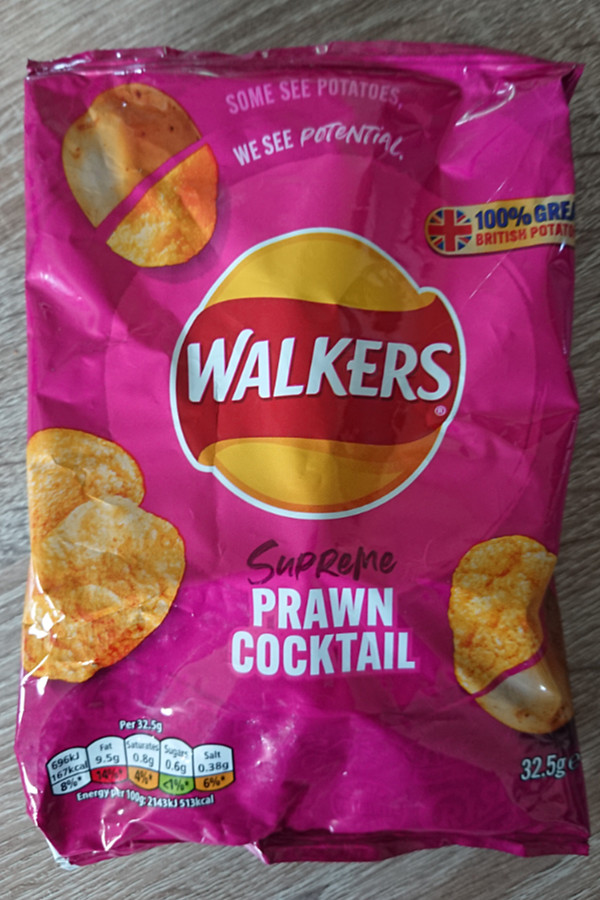 SOME SEE POTATOES,
WE SEE POTENTIAL.
100% GREA
BRITISH POTAT
WALKERS
®
Supreme
PRAWN
COCKTAIL
Per 32.5g
696kJ
167kcal
8%*
Fat
9.5g
14%*
Saturates
0.8g
4%*
Sugars
0.6g
<1%*
Salt
0.38g
6%*
Energy per 100g: 2143kJ 513kcal
32.5g e